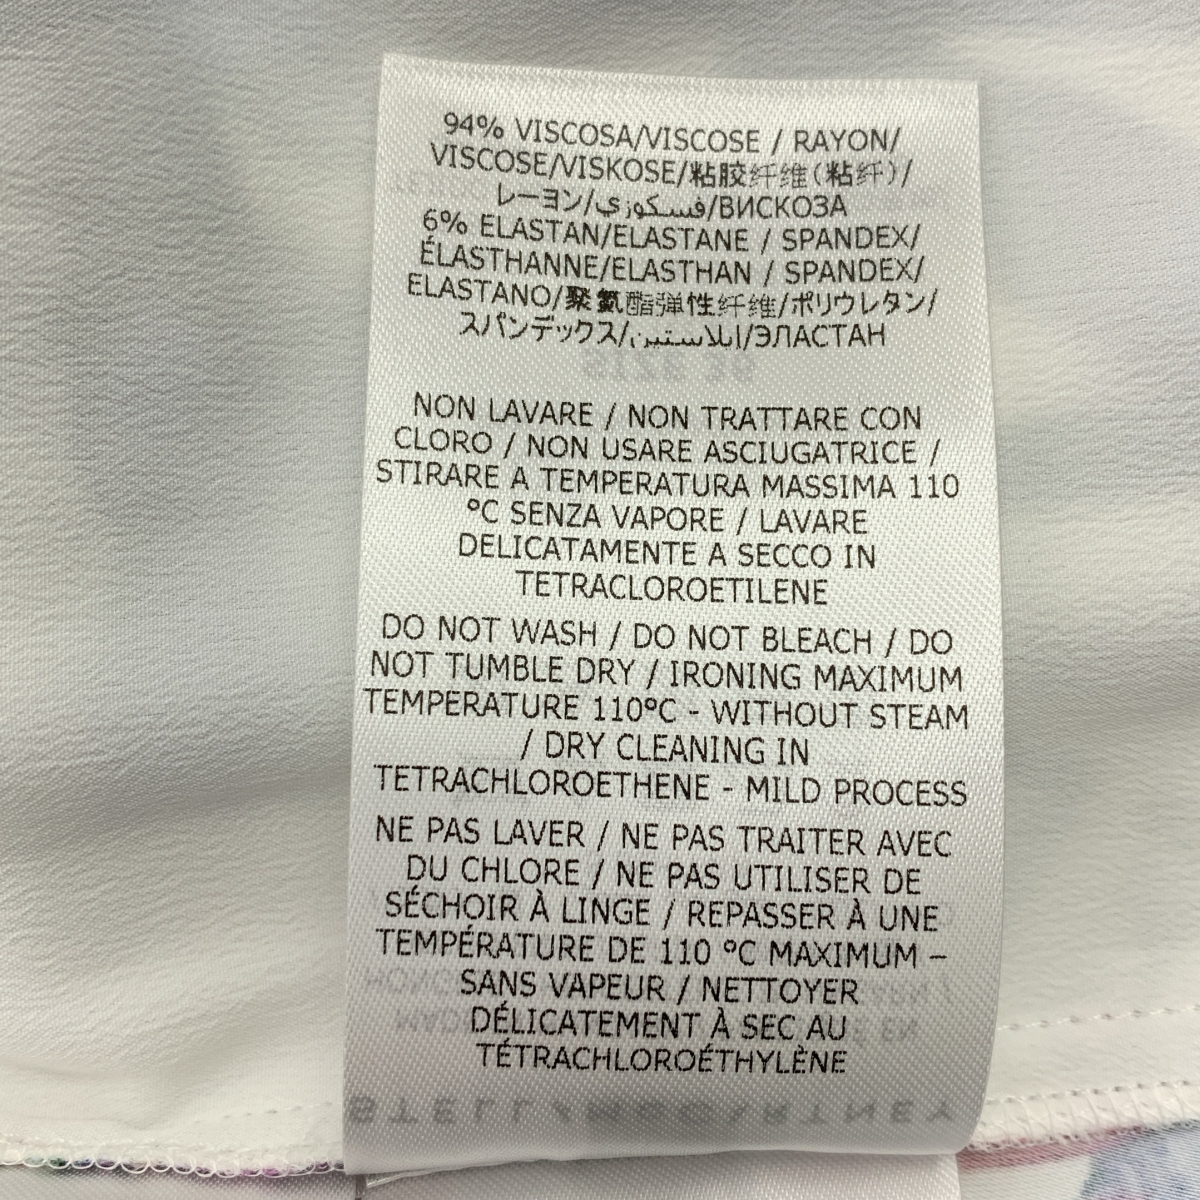 94% VISCOSA/VISCOSE / RAYON/
VISCOSE/VISKOSE/粘胶纤维(粘纤)/
レーヨン/فسكوزي/ВИСКОЗА
6% ELASTAN/ELASTANE / SPANDEX/
ÉLASTHANNE/ELASTHAN / SPANDEX/
ELASTANO/聚氨酯弹性纤维/ポリウレタン/
スパンデックス/إيلاستين/ЭЛАСТАН
SIZE 36
NON LAVARE / NON TRATTARE CON
CLORO / NON USARE ASCIUGATRICE /
STIRARE A TEMPERATURA MASSIMA 110
°C SENZA VAPORE / LAVARE
DELICATAMENTE A SECCO IN
TETRACLOROETILENE
DO NOT WASH / DO NOT BLEACH / DO
NOT TUMBLE DRY / IRONING MAXIMUM
TEMPERATURE 110°C - WITHOUT STEAM
/ DRY CLEANING IN
TETRACHLOROETHENE - MILD PROCESS
NE PAS LAVER / NE PAS TRAITER AVEC
DU CHLORE / NE PAS UTILISER DE
SÉCHOIR À LINGE / REPASSER À UNE
TEMPÉRATURE DE 110 °C MAXIMUM –
SANS VAPEUR / NETTOYER
DÉLICATEMENT À SEC AU
TÉTRACHLOROÉTHYLÈNE
STELLA MCCARTNEY